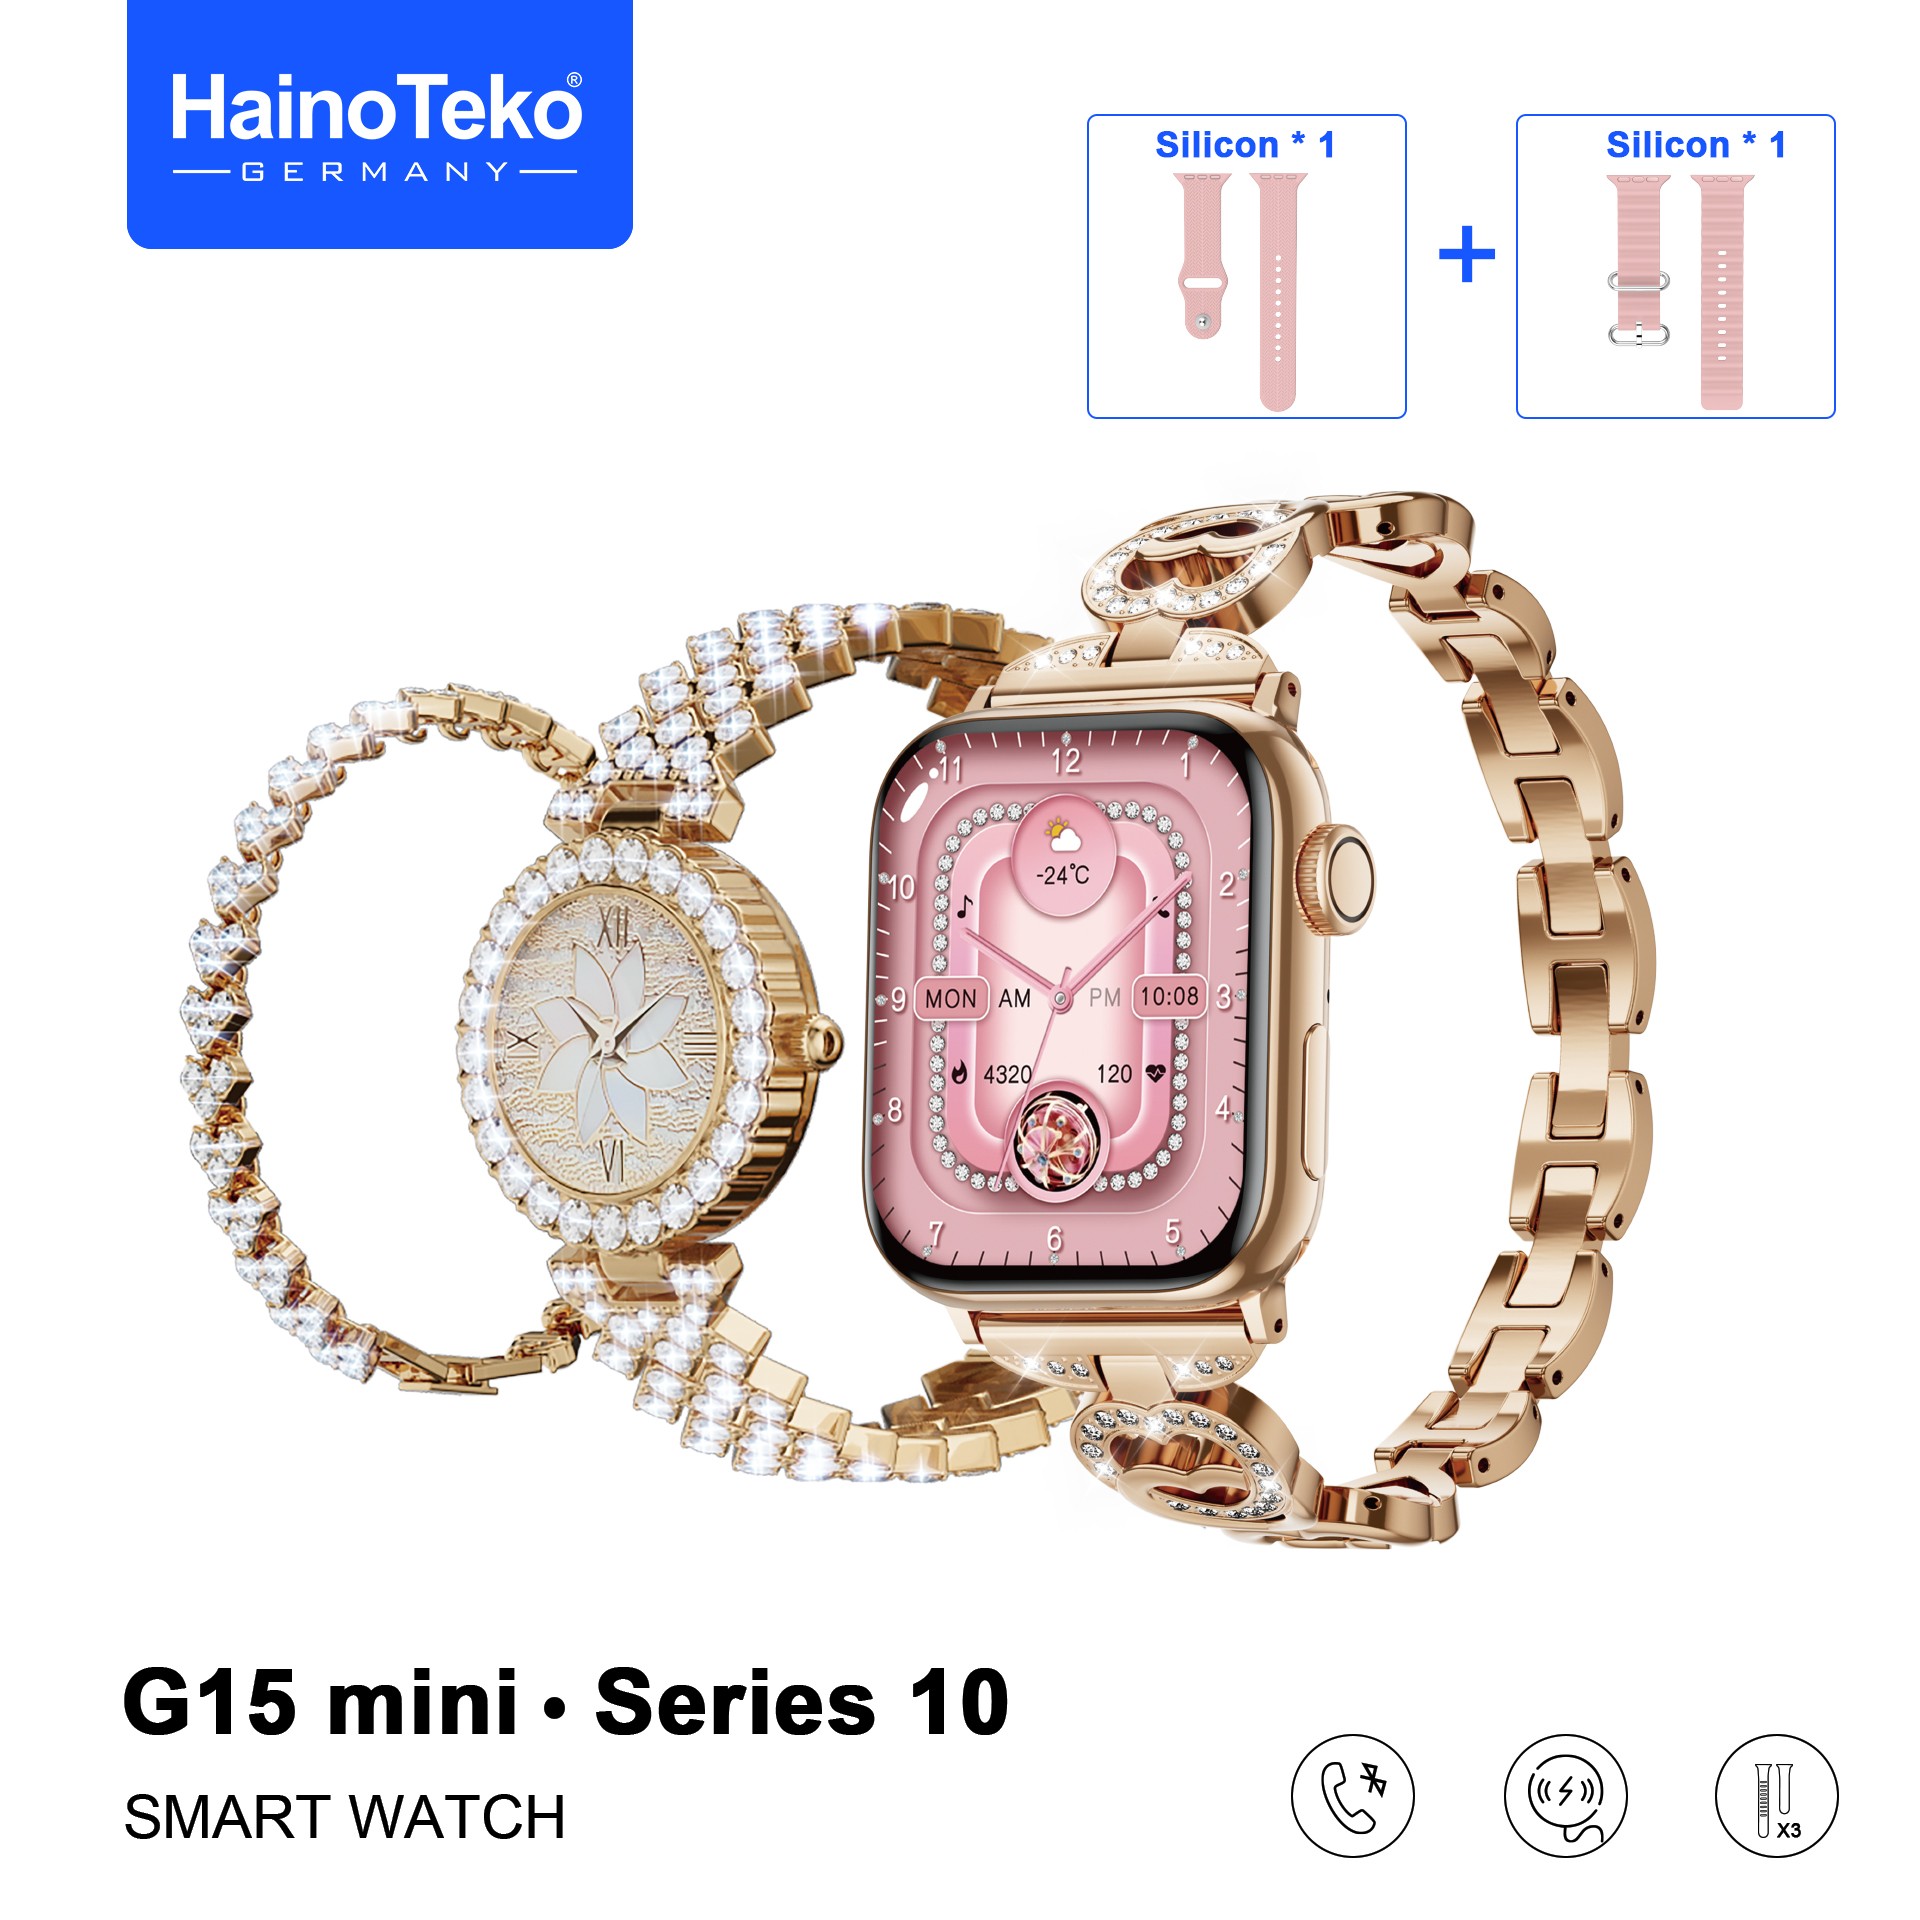 HainoTeko®
GERMANY
Silicon * 1
Silicon * 1
+
XII
III
VI
IX
12
1
2
3
4
5
6
7
8
9
10
11
-24℃
MON AM PM 10:08
4320 120
G15 mini • Series 10
SMART WATCH
X3